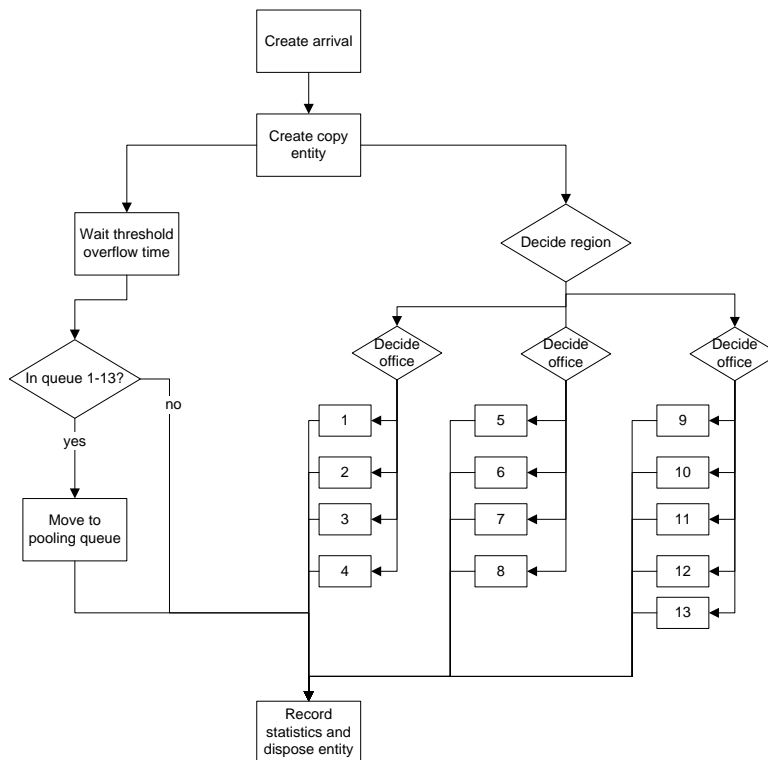 Create arrival
Create copy
entity
Wait threshold
overflow time
Decide region
In queue 1-13?
no
yes
Move to
pooling queue
Decide
office
Decide
office
Decide
office
1
2
3
4
5
6
7
8
9
10
11
12
13
Record
statistics and
dispose entity